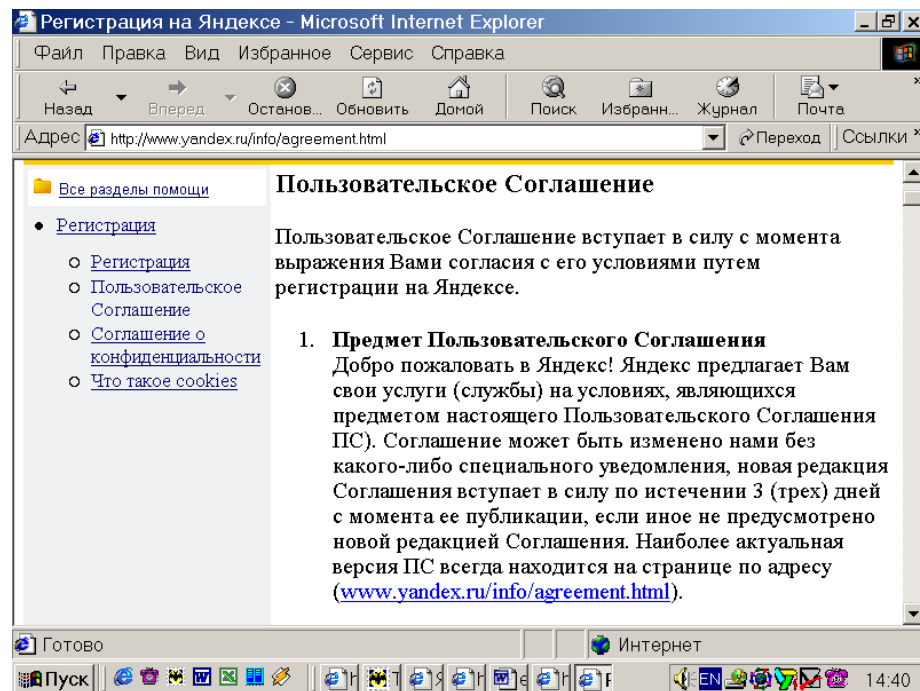 Регистрация на Яндексе - Microsoft Internet Explorer
Файл Правка Вид Избранное Сервис Справка
Назад Вперед Останов... Обновить Домой Поиск Избранн... Журнал Почта
Адрес http://www.yandex.ru/info/agreement.html Переход Ссылки
Все разделы помощи
Регистрация
Регистрация
Пользовательское
Соглашение
Соглашение о
конфиденциальности
Что такое cookies
Пользовательское Соглашение
Пользовательское Соглашение вступает в силу с момента
выражения Вами согласия с его условиями путем
регистрации на Яндексе.
1. Предмет Пользовательского Соглашения
Добро пожаловать в Яндекс! Яндекс предлагает Вам
свои услуги (службы) на условиях, являющихся
предметом настоящего Пользовательского Соглашения
ПС). Соглашение может быть изменено нами без
какого-либо специального уведомления, новая редакция
Соглашения вступает в силу по истечении 3 (трех) дней
с момента ее публикации, если иное не предусмотрено
новой редакцией Соглашения. Наиболее актуальная
версия ПС всегда находится на странице по адресу
(www.yandex.ru/info/agreement.html).
Готово Интернет
Пуск EN 14:40